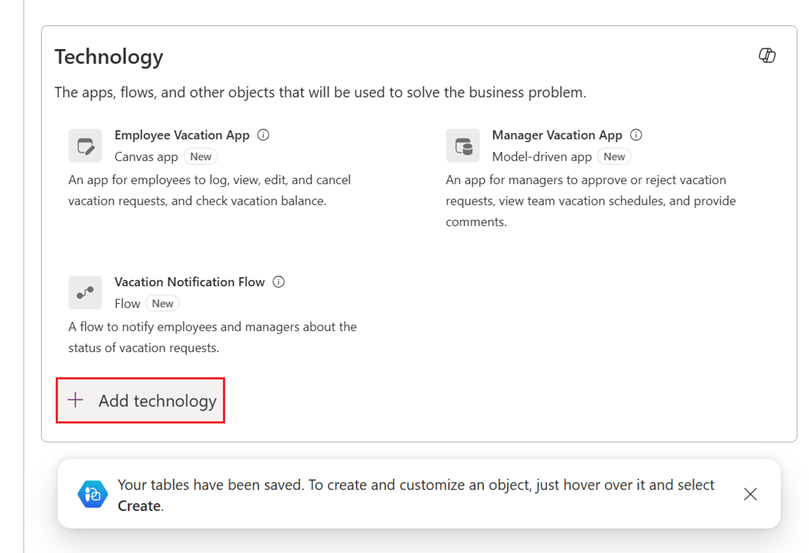 Technology
The apps, flows, and other objects that will be used to solve the business problem.
Employee Vacation App
Canvas app New
An app for employees to log, view, edit, and cancel
vacation requests, and check vacation balance.
Manager Vacation App
Model-driven app New
An app for managers to approve or reject vacation
requests, view team vacation schedules, and provide
comments.
Vacation Notification Flow
Flow New
A flow to notify employees and managers about the
status of vacation requests.
Add technology
Your tables have been saved. To create and customize an object, just hover over it and select
Create.